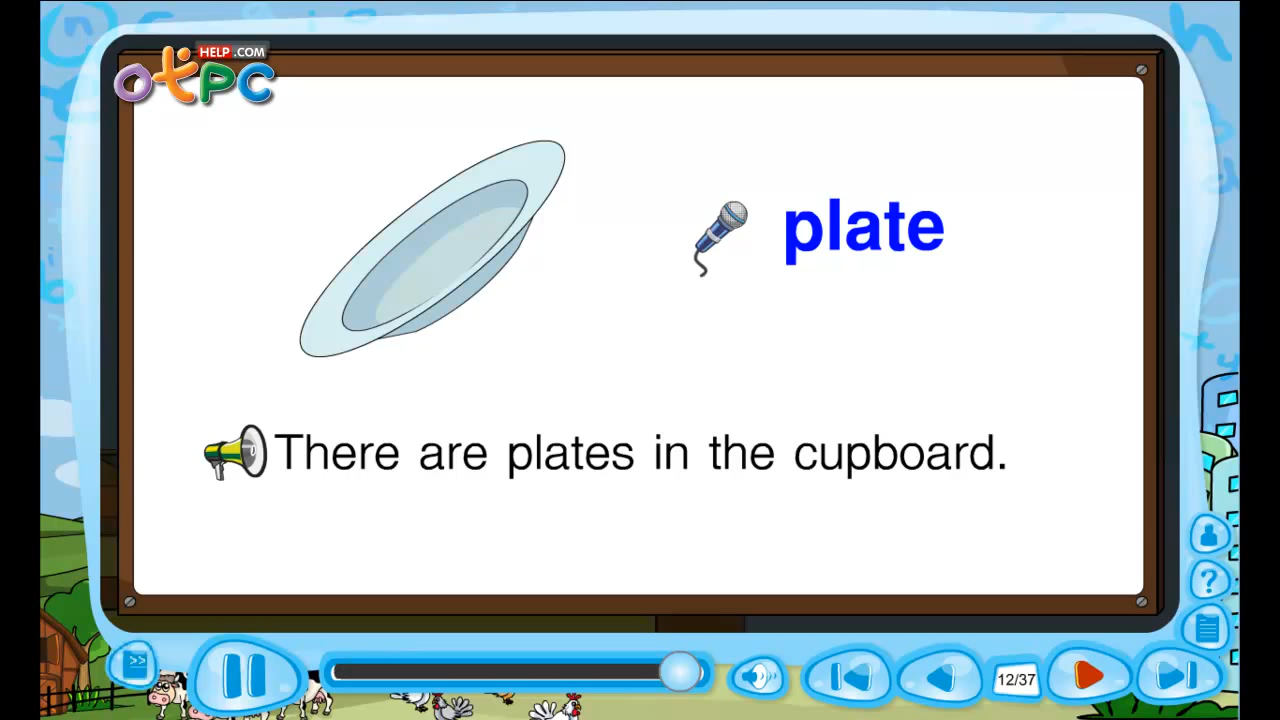 HELP.COM
OTPC
plate
There are plates in the cupboard.
>>
?
12/37